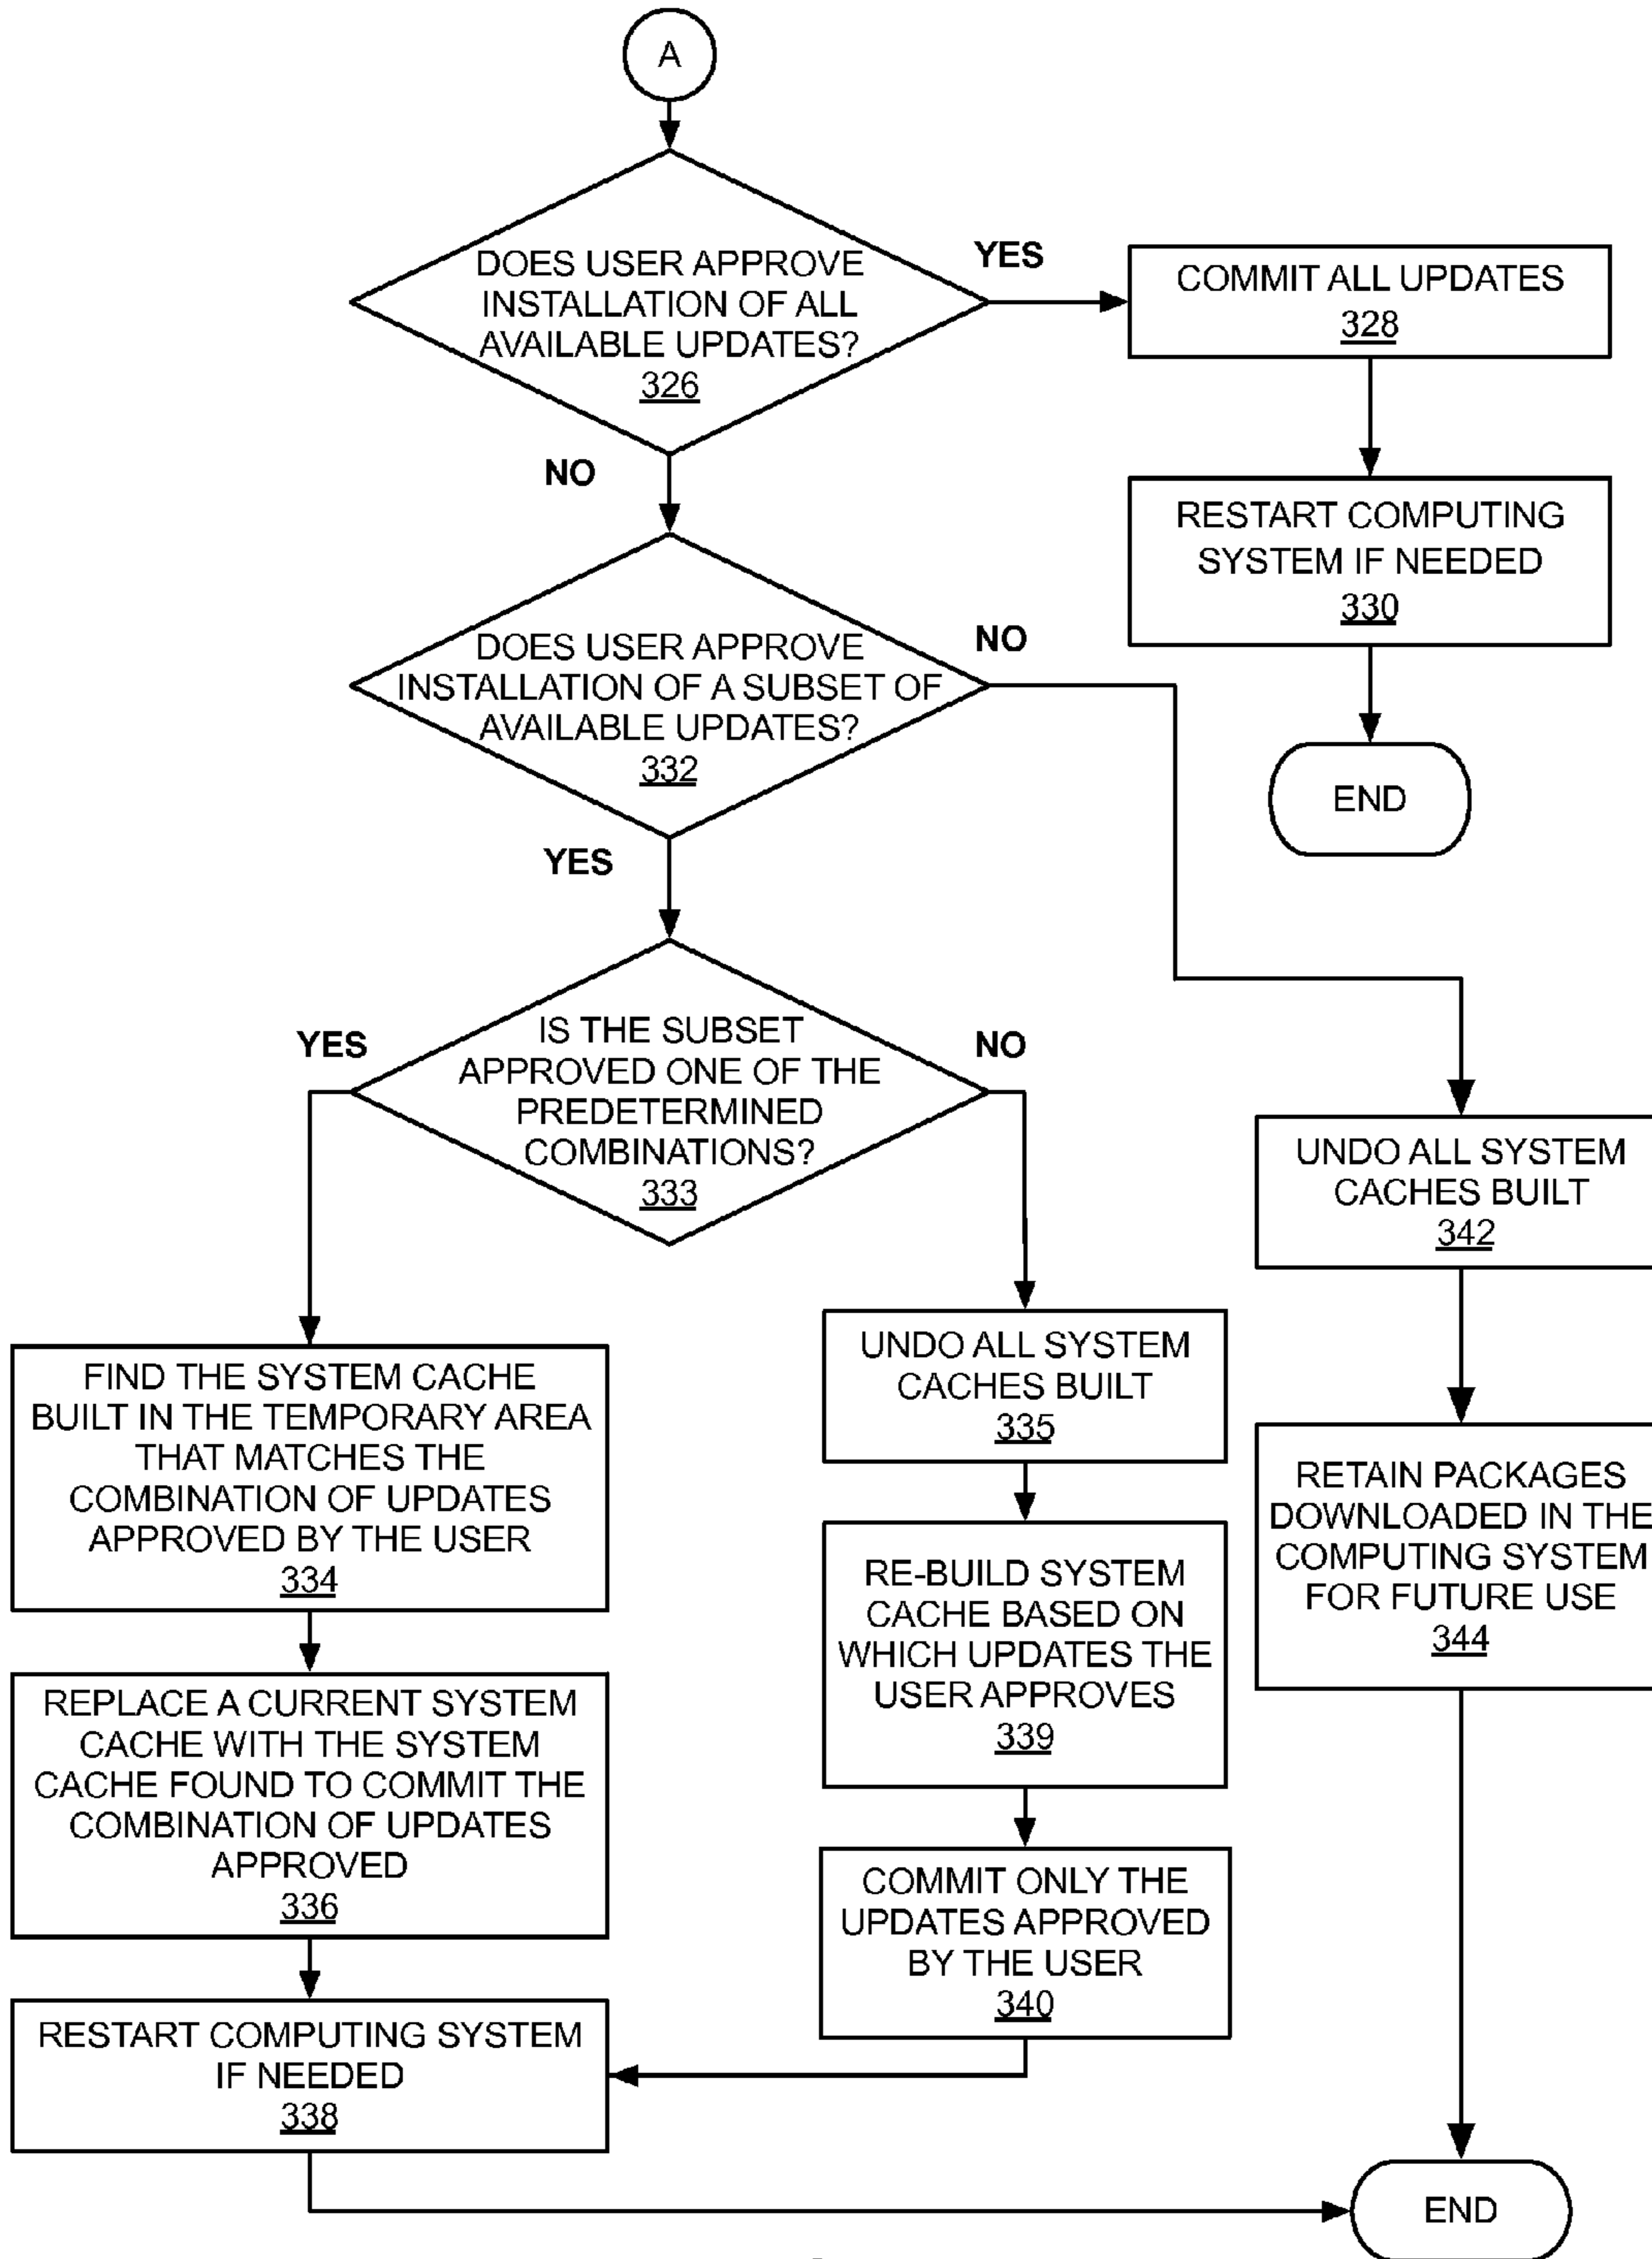 A
DOES USER APPROVE
INSTALLATION OF ALL
AVAILABLE UPDATES?
326
YES
COMMIT ALL UPDATES
328
RESTART COMPUTING
SYSTEM IF NEEDED
330
END
NO
DOES USER APPROVE
INSTALLATION OF A SUBSET OF
AVAILABLE UPDATES?
332
NO
YES
IS THE SUBSET
APPROVED ONE OF THE
PREDETERMINED
COMBINATIONS?
333
YES
NO
FIND THE SYSTEM CACHE
BUILT IN THE TEMPORARY AREA
THAT MATCHES THE
COMBINATION OF UPDATES
APPROVED BY THE USER
334
REPLACE A CURRENT SYSTEM
CACHE WITH THE SYSTEM
CACHE FOUND TO COMMIT THE
COMBINATION OF UPDATES
APPROVED
336
RESTART COMPUTING SYSTEM
IF NEEDED
338
UNDO ALL SYSTEM
CACHES BUILT
335
RE-BUILD SYSTEM
CACHE BASED ON
WHICH UPDATES THE
USER APPROVES
339
COMMIT ONLY THE
UPDATES APPROVED
BY THE USER
340
UNDO ALL SYSTEM
CACHES BUILT
342
RETAIN PACKAGES
DOWNLOADED IN THE
COMPUTING SYSTEM
FOR FUTURE USE
344
END